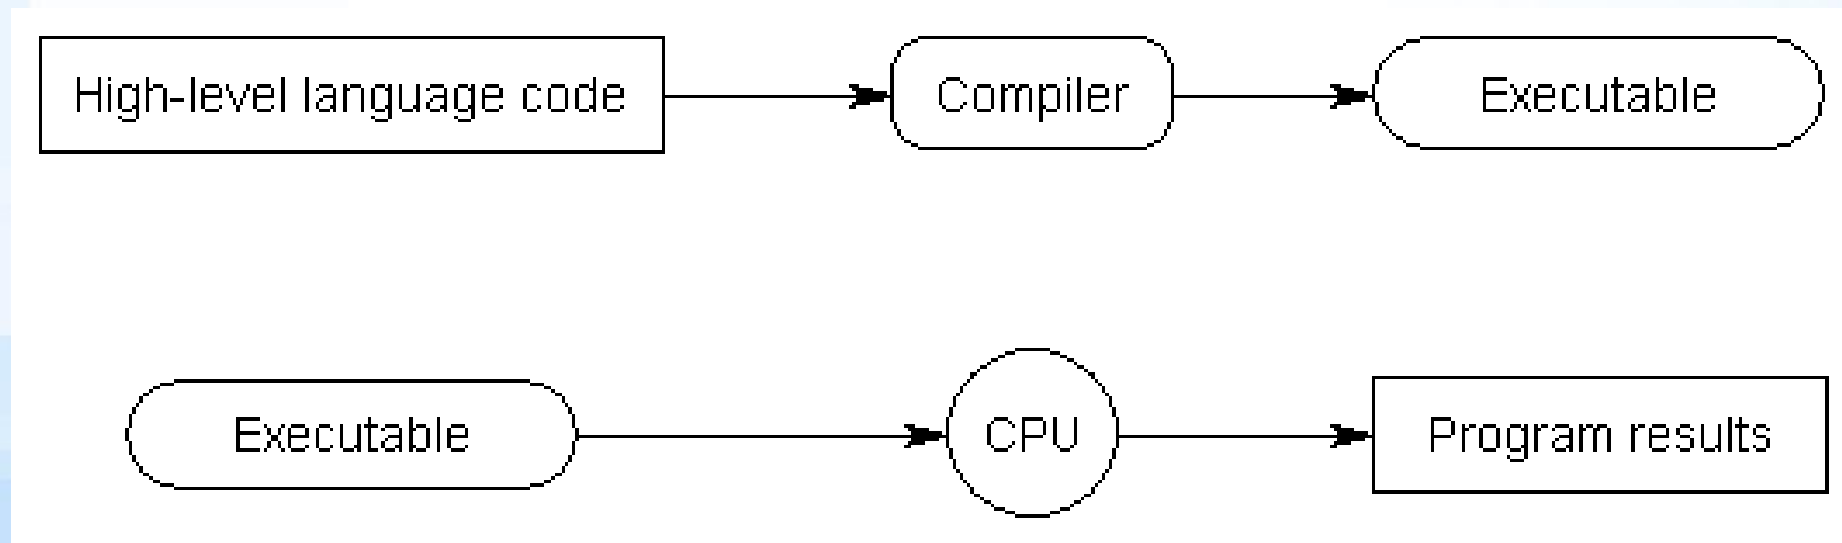 High-level language code
Compiler
Executable
Executable
CPU
Program results